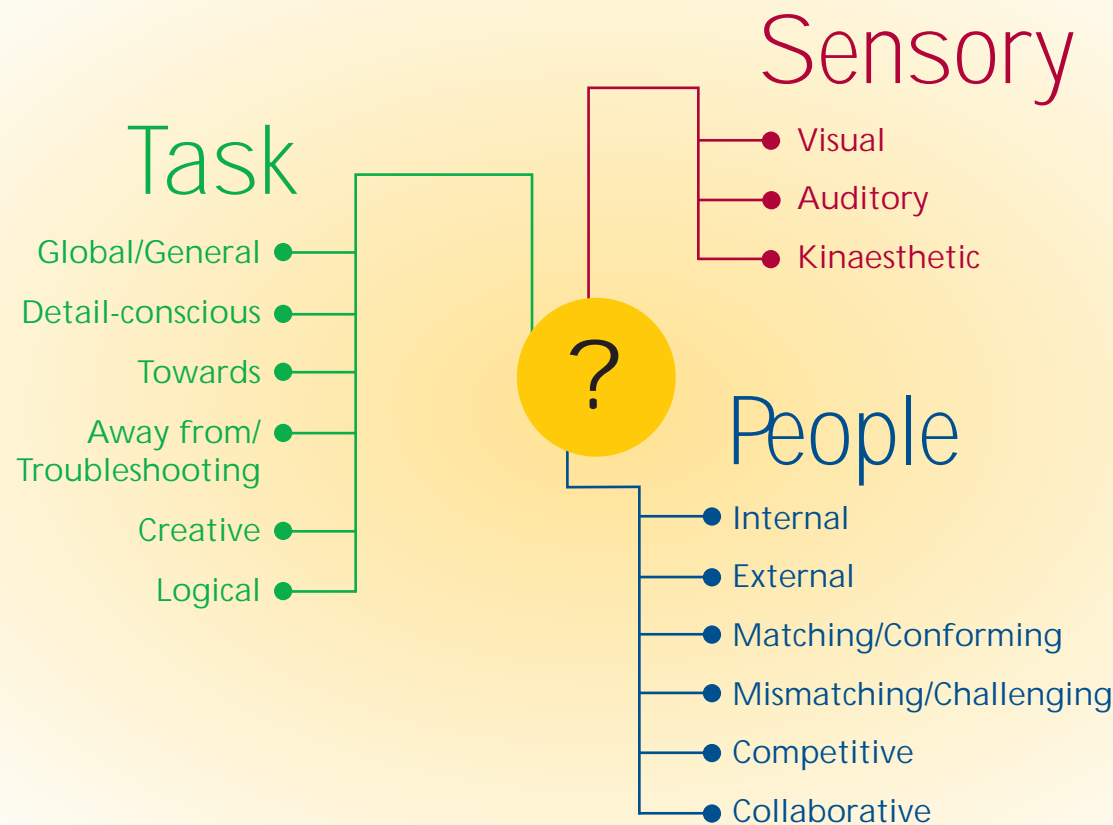 Sensory
Visual
Auditory
Kinaesthetic
Task
Global/General
Detail-conscious
Towards
Away from/
Troubleshooting
Creative
Logical
?
People
Internal
External
Matching/Conforming
Mismatching/Challenging
Competitive
Collaborative